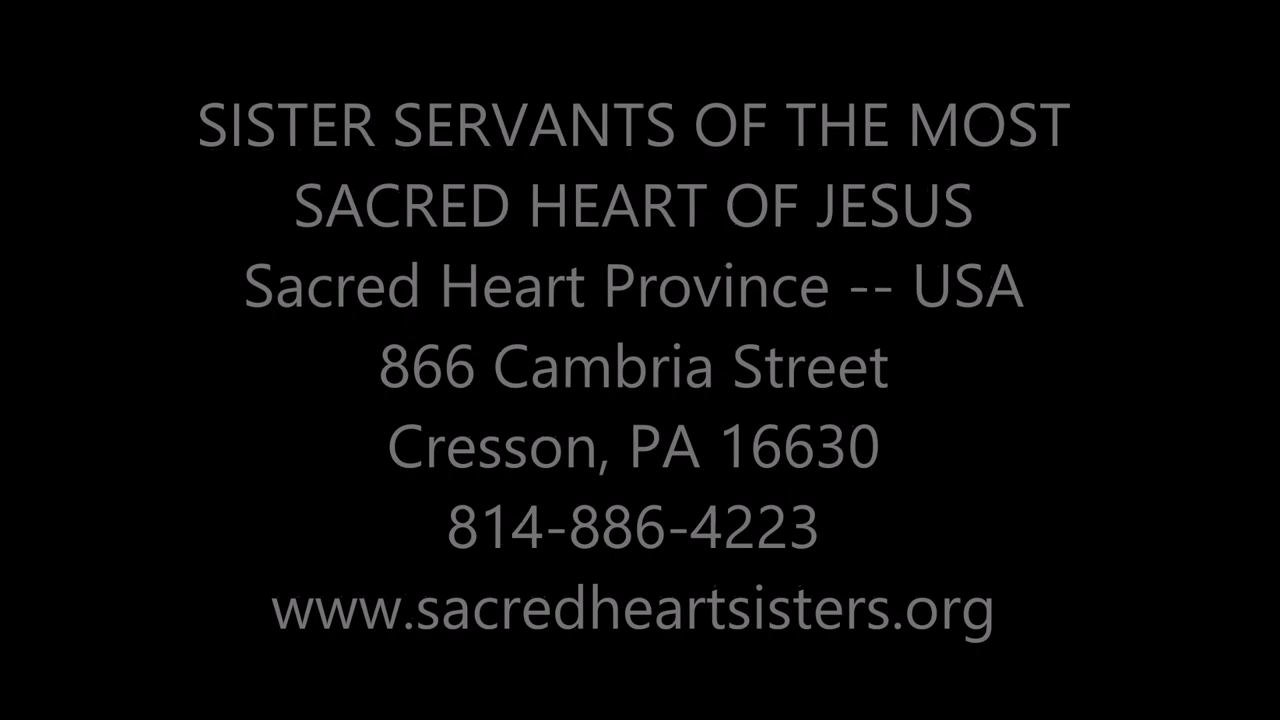 SISTER SERVANTS OF THE MOST
SACRED HEART OF JESUS
Sacred Heart Province -- USA
866 Cambria Street
Cresson, PA 16630
814-886-4223
www.sacredheartsisters.org